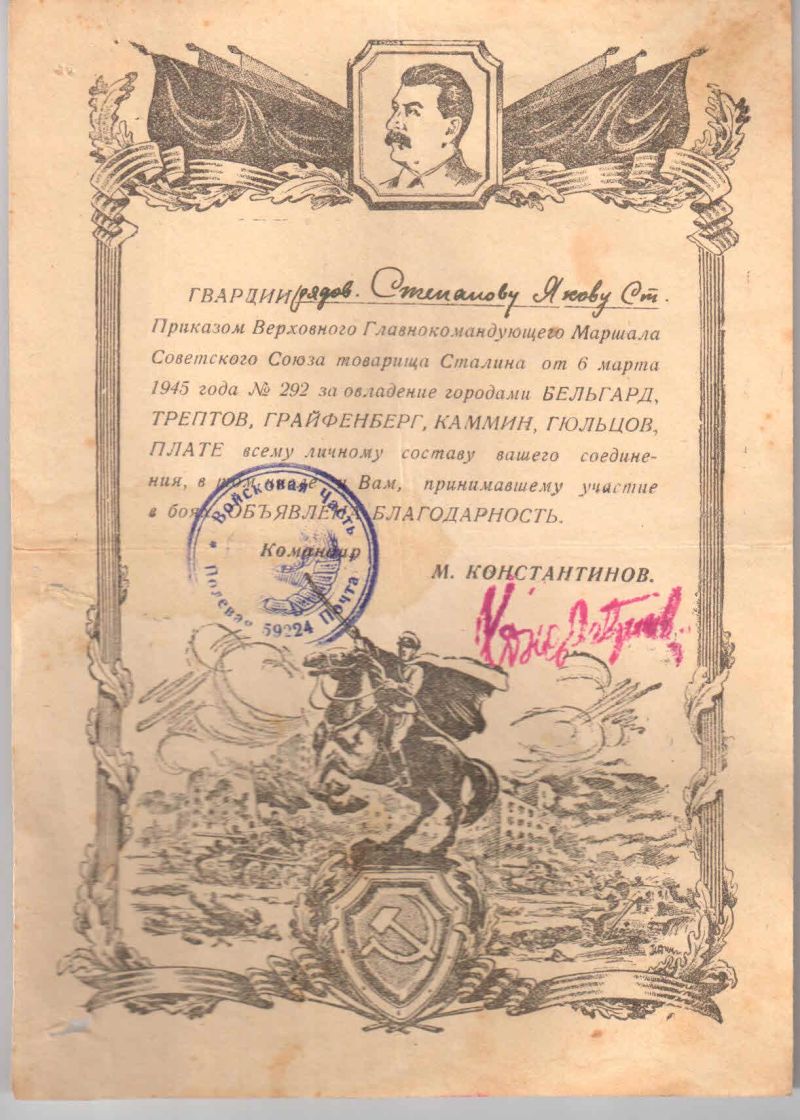 ГВАРДИИ рядов. Степанову Якову Ст.
Приказом Верховного Главнокомандующего Маршала
Советского Союза товарища Сталина от 6 марта
1945 года № 292 за овладение городами БЕЛЬГАРД,
ТРЕПТОВ, ГРАЙФЕНБЕРГ, КАММИН, ГЮЛЬЦОВ,
ПЛАТЕ всему личному составу вашего соедине-
ния, в том числе и Вам, принимавшему участие
в боях ОБЪЯВЛЕНА БЛАГОДАРНОСТЬ.
Командир
М. КОНСТАНТИНОВ.
Войсковая Часть
Полевая Почта
59224